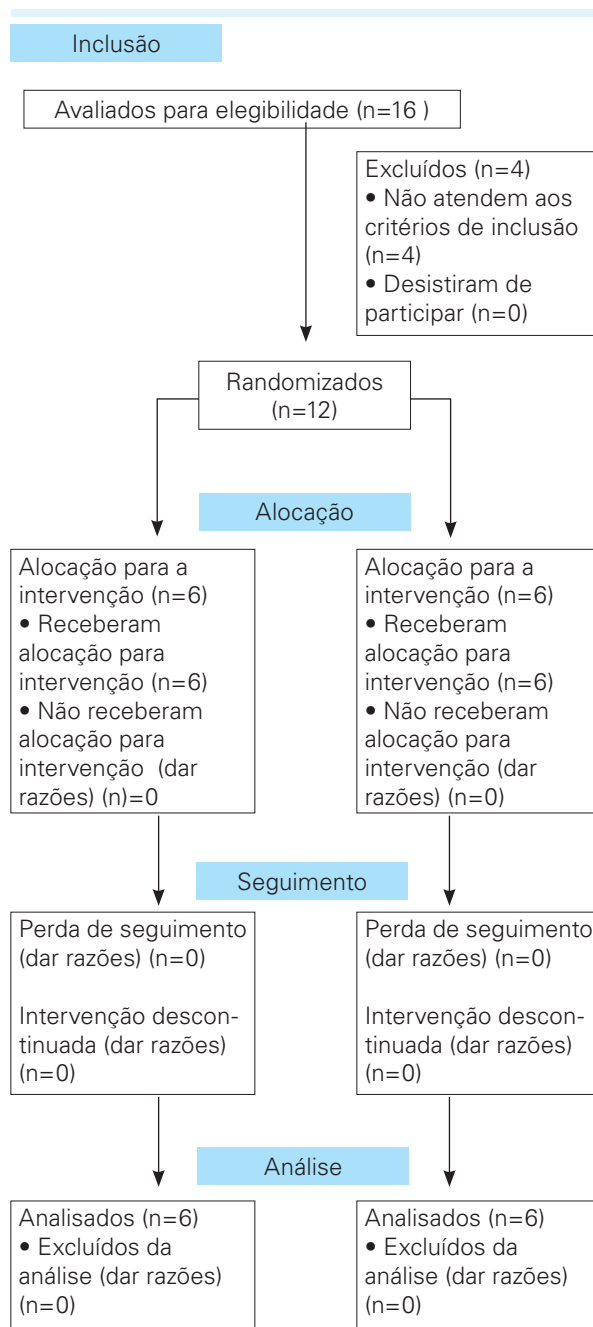 Inclusão
Avaliados para elegibilidade (n=16 )
Excluídos (n=4)
• Não atendem aos
critérios de inclusão
(n=4)
• Desistiram de
participar (n=0)
Randomizados
(n=12)
Alocação
Alocação para a
intervenção (n=6)
• Receberam
alocação para
intervenção (n=6)
• Não receberam
alocação para
intervenção (dar
razões) (n)=0
Alocação para a
intervenção (n=6)
• Receberam
alocação para
intervenção (n=6)
• Não receberam
alocação para
intervenção (dar
razões) (n=0)
Seguimento
Perda de seguimento
(dar razões) (n=0)
Intervenção descon-
tinuada (dar razões)
(n=0)
Perda de seguimento
(dar razões) (n=0)
Intervenção descon-
tinuada (dar razões)
(n=0)
Análise
Analisados (n=6)
• Excluídos da
análise (dar razões)
(n=0)
Analisados (n=6)
• Excluídos da
análise (dar razões)
(n=0)